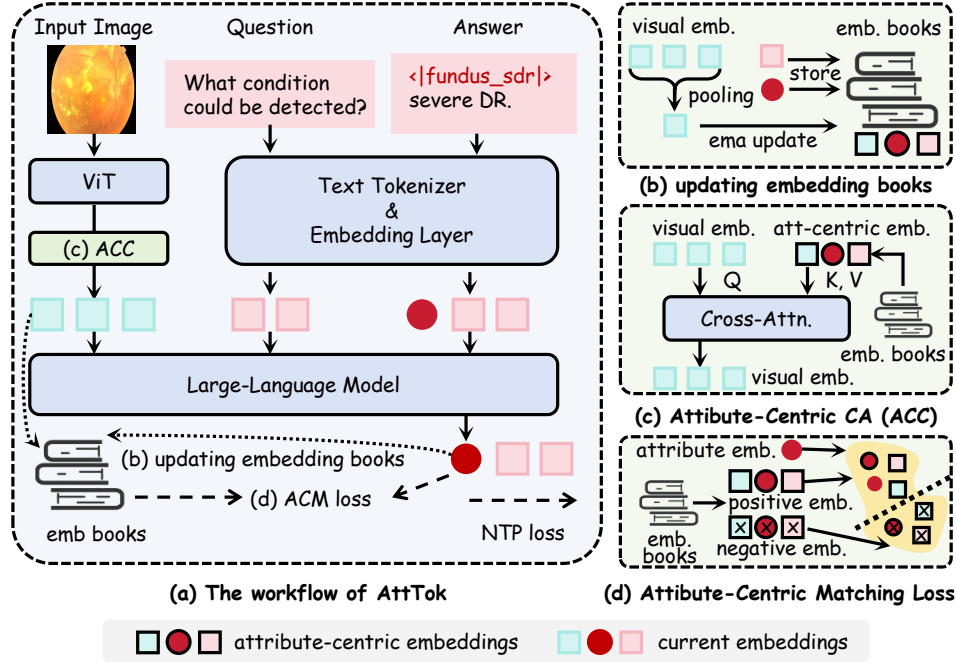 Input Image
Question
Answer
What condition
could be detected?
<|fundus_sdr|>
severe DR.
ViT
(c) ACC
Text Tokenizer
&
Embedding Layer
Large-Language Model
(b) updating embedding books
(d) ACM loss
emb books
NTP loss
(a) The workflow of AttTok
visual emb.
emb. books
store
pooling
ema update
(b) updating embedding books
visual emb.
att-centric emb.
Q
K, V
Cross-Attn.
emb. books
visual emb.
(c) Attibute-Centric CA (ACC)
attribute emb.
positive emb.
emb.
books
negative emb.
(d) Attibute-Centric Matching Loss
attribute-centric embeddings
current embeddings